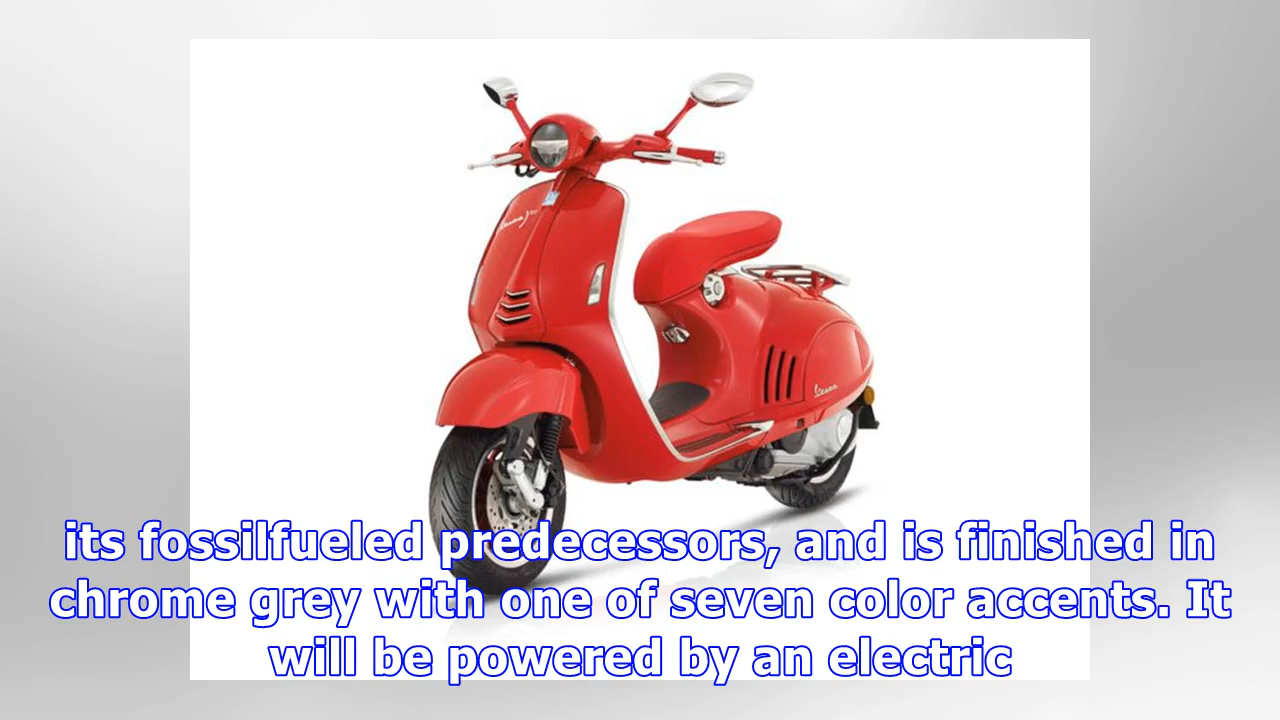 Vespa
its fossilfueled predecessors, and is finished in
chrome grey with one of seven color accents. It
will be powered by an electric